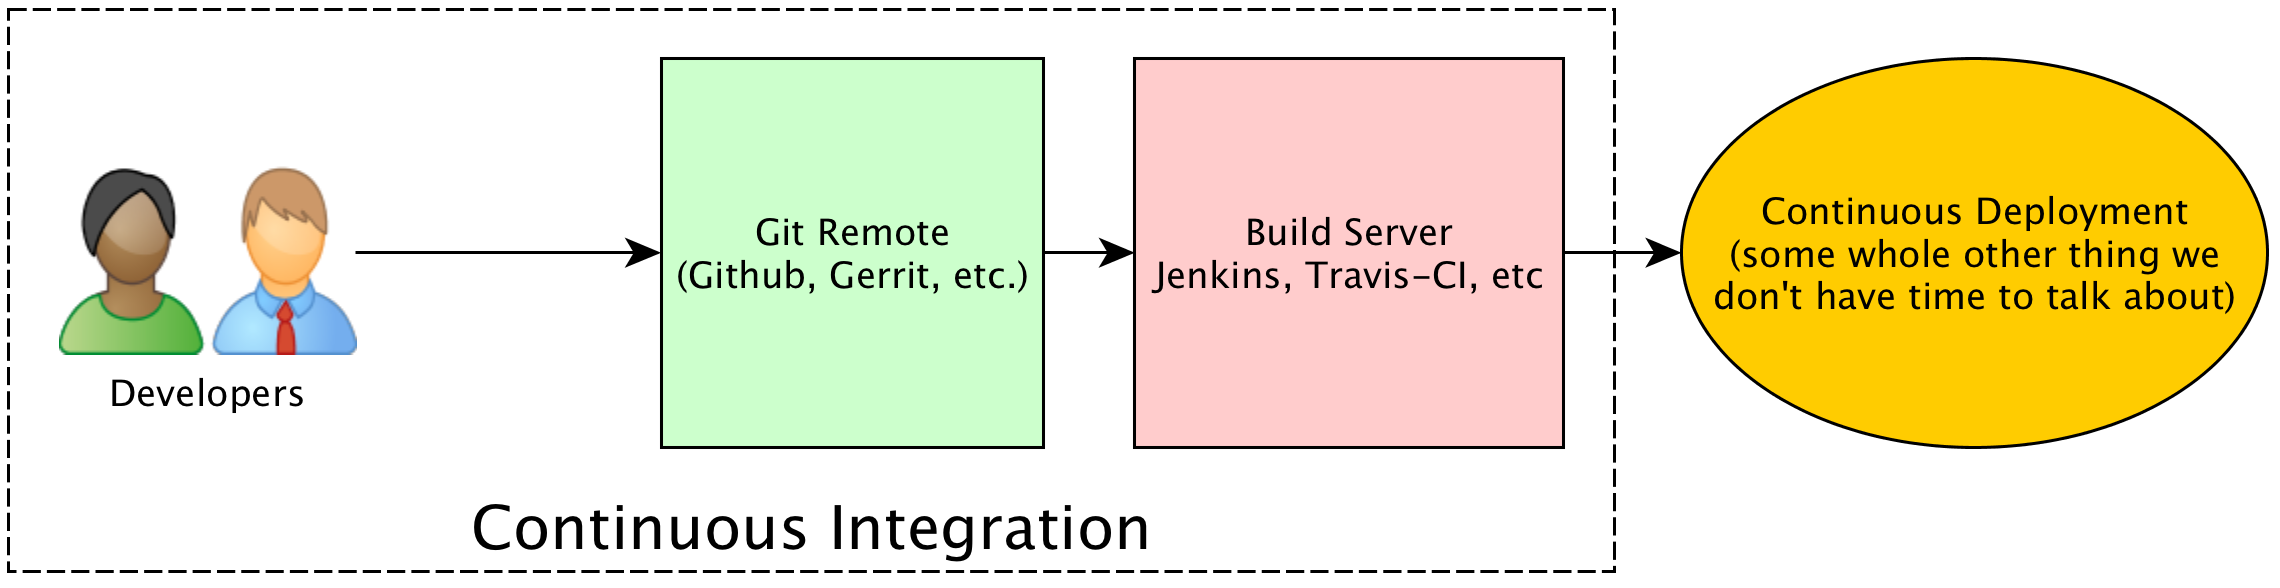 Developers
Git Remote
(Github, Gerrit, etc.)
Build Server
Jenkins, Travis-CI, etc
Continuous Deployment
(some whole other thing we
don't have time to talk about)
Continuous Integration